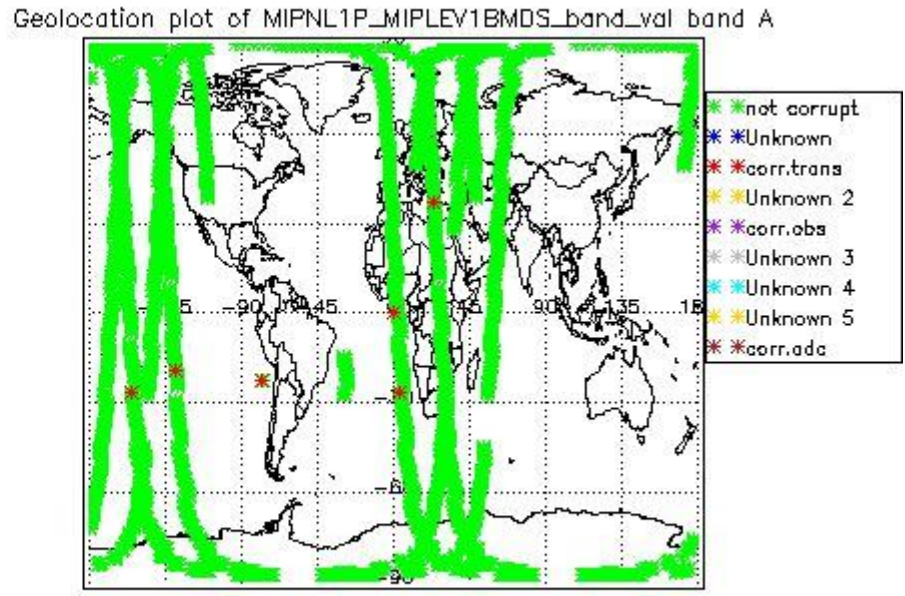 Geolocation plot of MIPNL1P_MIPLEV1BMDS_band_val band A
not corrupt
Unknown
corr.trans
Unknown 2
corr.obs
Unknown 3
Unknown 4
Unknown 5
corr.adc
-90
45
90
135
-6
-90